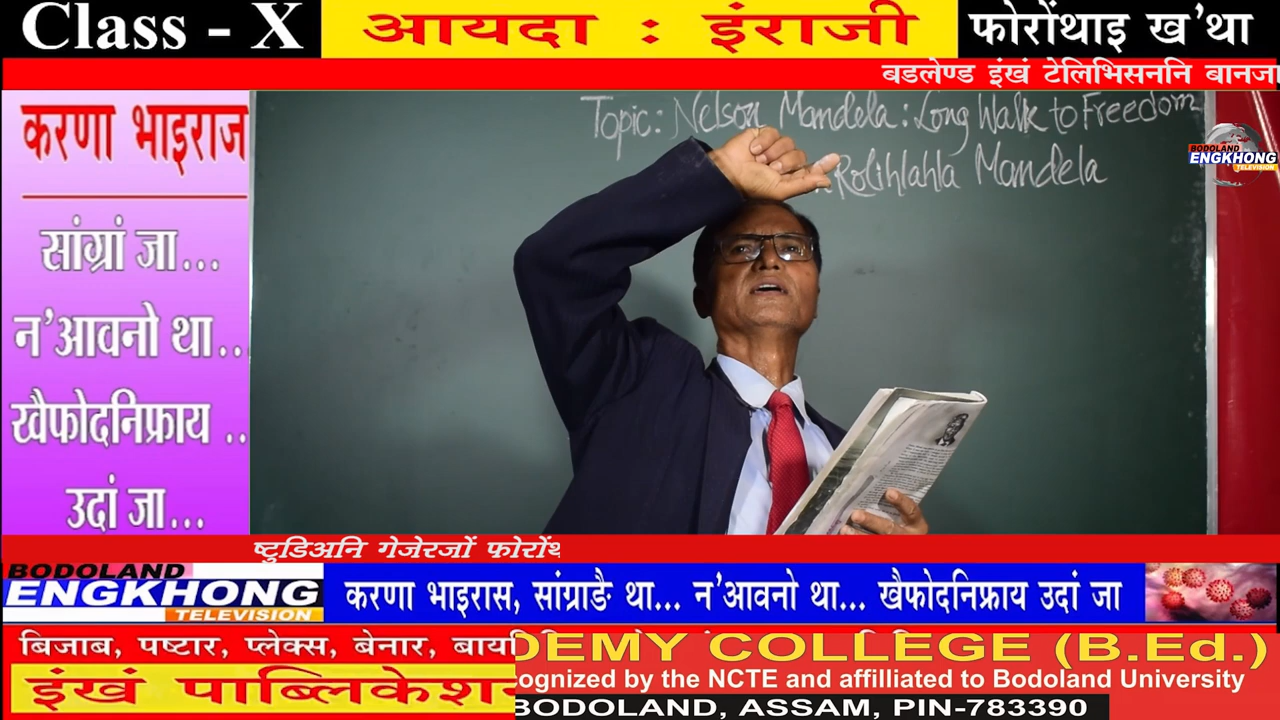 Class - X
आयदा : इंराजी
फोरोंथाइ ख'था
बडलेण्ड इंखं टेलिभिसननि बानजा
करणा भाइराज
सांग्रां जा...
न'आवनो था...
खैफोदनिफ्राय ..
उदां जा...
Topic: Nelson Mandela: Long Walk to Freedom
Rolihlahla Mandela
BODOLAND
ENGKHONG
TELEVISION
ष्टुडिअनि गेजेरजों फोरों
BODOLAND
ENGKHONG
TELEVISION
करणा भाइरास, सांग्राङै था... न'आवनो था... खैफोदनिफ्राय उदां जा
बिजाब, पष्टार, प्लेक्स, बेनार,
इंखं पाब्लिकेशन
DEMY COLLEGE (B.Ed.)
ognized by the NCTE and affilliated to Bodoland University
BODOLAND, ASSAM, PIN-783390